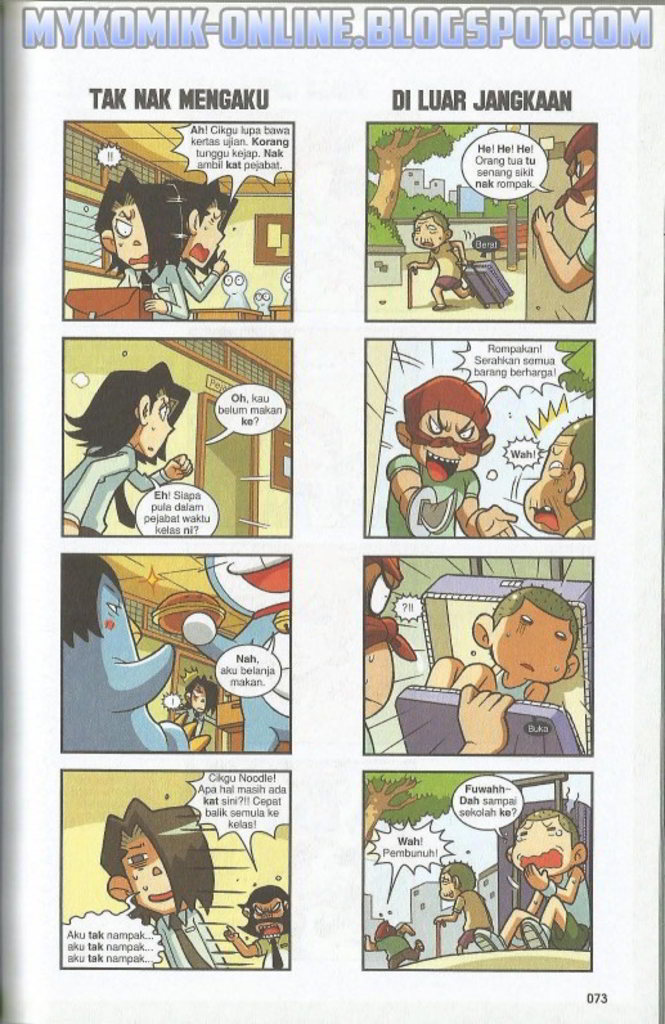 MYKOMIK-ONLINE.BLOGSPOT.COM
TAK NAK MENGAKU
!!
Ah! Cikgu lupa bawa
kertas ujian. Korang
tunggu kejap. Nak
ambil kat pejabat.
Oh, kau
belum makan
ke?
Eh! Siapa
pula dalam
pejabat waktu
kelas ni?
Nah,
aku belanja
makan.
!
Cikgu Noodle!
Apa hal masih ada
kat sini?!! Cepat
balik semula ke
kelas!
Aku tak nampak...
aku tak nampak...
aku tak nampak...
DI LUAR JANGKAAN
He! He! He!
Orang tua tu
senang sikit
nak rompak.
Berat
Rompakan!
Serahkan semua
barang berharga!
Wah!
?!!
Buka
Fuwahh~
Dah sampai
sekolah ke?
Wah!
Pembunuh!
073